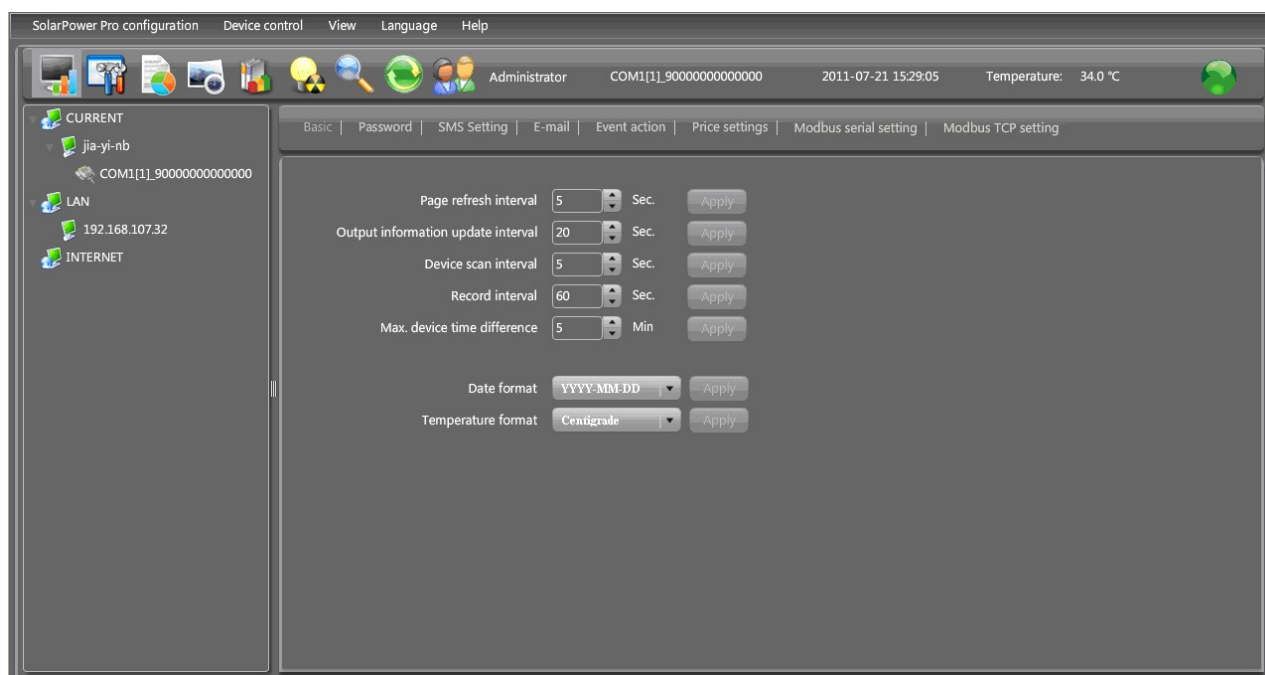 SolarPower Pro configuration Device control View Language Help
Administrator COM1[1]_90000000000000 2011-07-21 15:29:05 Temperature: 34.0 ℃
CURRENT
jia-yi-nb
COM1[1]_90000000000000
LAN
192.168.107.32
INTERNET
Basic | Password | SMS Setting | E-mail | Event action | Price settings | Modbus serial setting | Modbus TCP setting
Page refresh interval 5 Sec. Apply
Output information update interval 20 Sec. Apply
Device scan interval 5 Sec. Apply
Record interval 60 Sec. Apply
Max. device time difference 5 Min Apply
Date format YYYY-MM-DD Apply
Temperature format Centigrade Apply